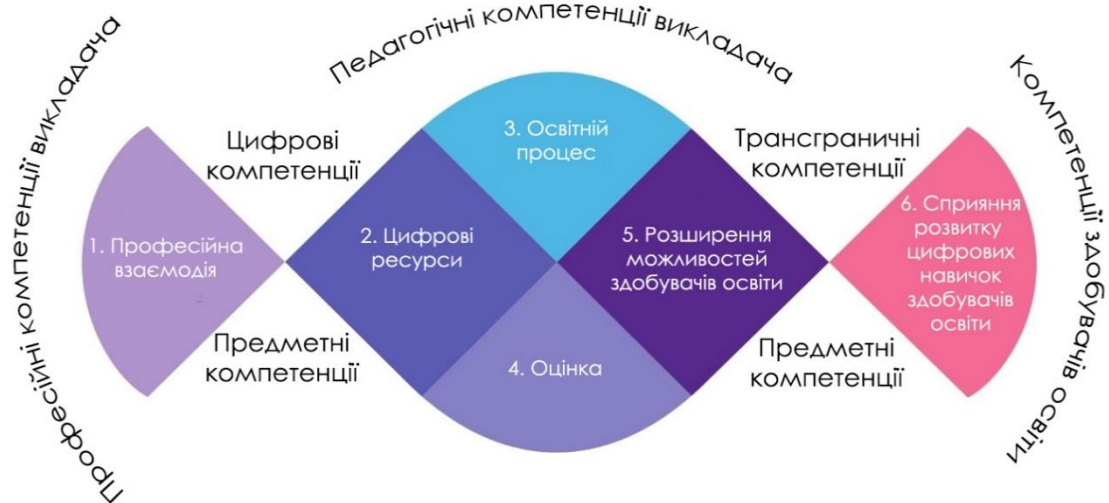 Професійні компетенції викладача
Педагогічні компетенції викладача
Компетенції здобувачів освіти
1. Професійна
взаємодія
Цифрові
компетенції
Предметні
компетенції
2. Цифрові
ресурси
3. Освітній
процес
4. Оцінка
5. Розширення
можливостей
здобувачів освіти
Трансграничні
компетенції
Предметні
компетенції
6. Сприяння
розвитку
цифрових
навичок
здобувачів
освіти